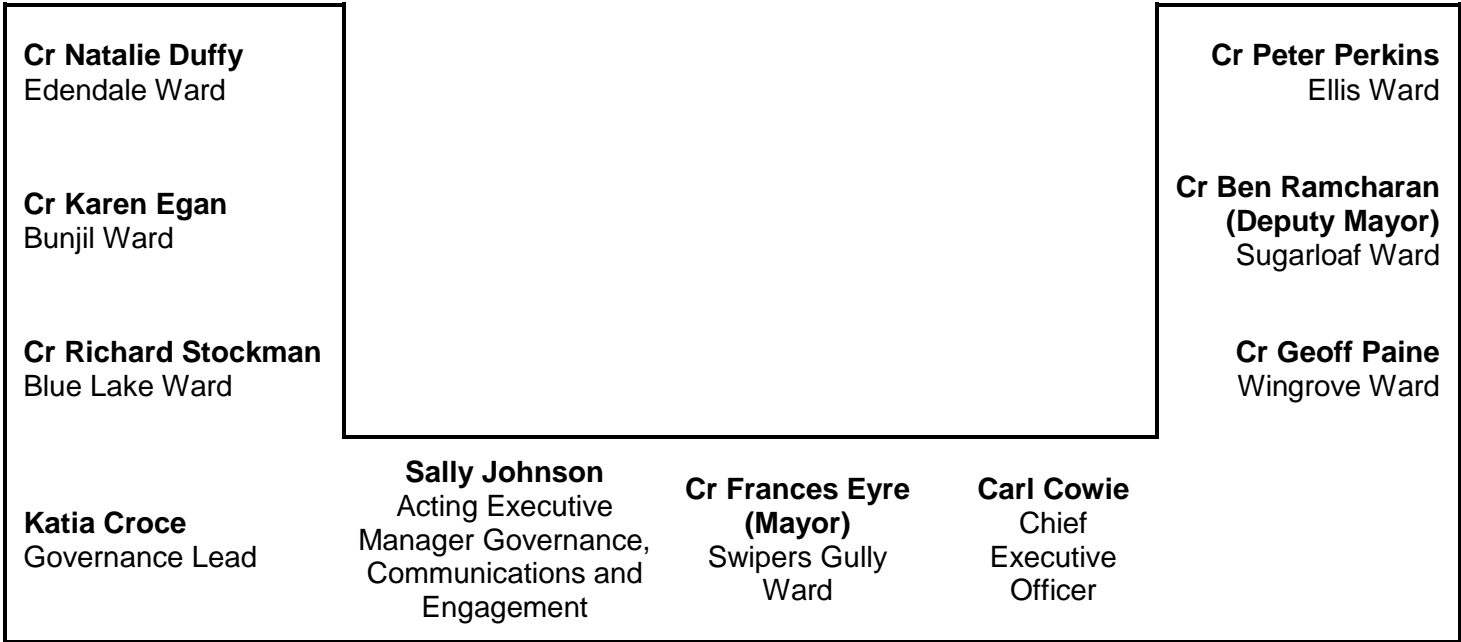 Cr Natalie Duffy
Edendale Ward
Cr Karen Egan
Bunjil Ward
Cr Richard Stockman
Blue Lake Ward
Katia Croce
Governance Lead
Sally Johnson
Acting Executive
Manager Governance,
Communications and
Engagement
Cr Frances Eyre
(Mayor)
Swipers Gully
Ward
Carl Cowie
Chief
Executive
Officer
Cr Peter Perkins
Ellis Ward
Cr Ben Ramcharan
(Deputy Mayor)
Sugarloaf Ward
Cr Geoff Paine
Wingrove Ward